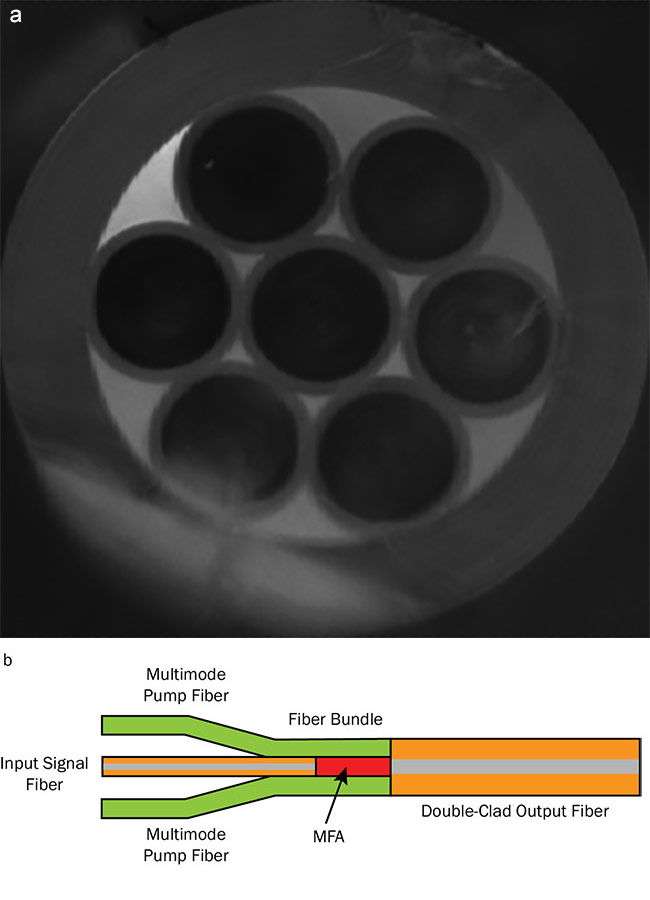 a
b
Multimode
Pump Fiber
Fiber Bundle
Input Signal
Fiber
Double-Clad Output Fiber
MFA
Multimode
Pump Fiber